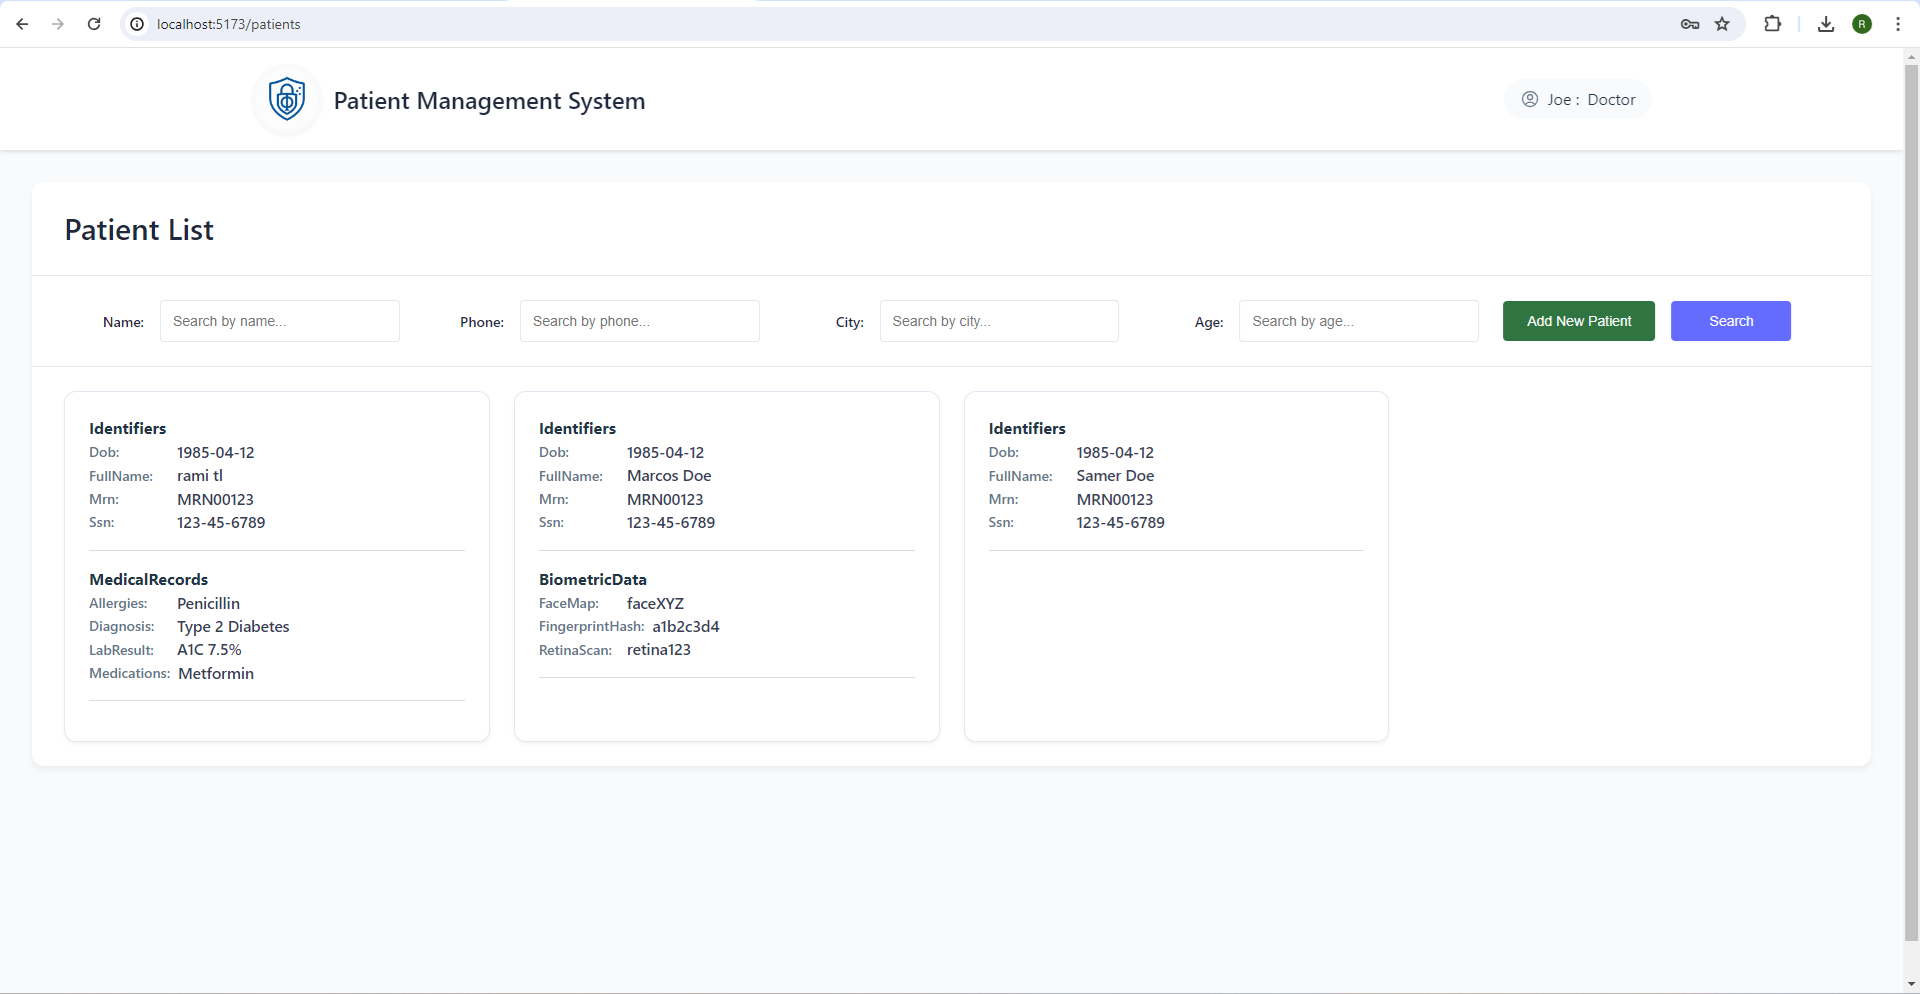 localhost:5173/patients
R
Patient Management System
Joe : Doctor
Patient List
Name: Search by name... Phone: Search by phone... City: Search by city... Age: Search by age... Add New Patient Search
Identifiers
Dob: 1985-04-12
FullName: rami tl
Mrn: MRN00123
Ssn: 123-45-6789
MedicalRecords
Allergies: Penicillin
Diagnosis: Type 2 Diabetes
LabResult: A1C 7.5%
Medications: Metformin
Identifiers
Dob: 1985-04-12
FullName: Marcos Doe
Mrn: MRN00123
Ssn: 123-45-6789
BiometricData
FaceMap: faceXYZ
FingerprintHash: a1b2c3d4
RetinaScan: retina123
Identifiers
Dob: 1985-04-12
FullName: Samer Doe
Mrn: MRN00123
Ssn: 123-45-6789